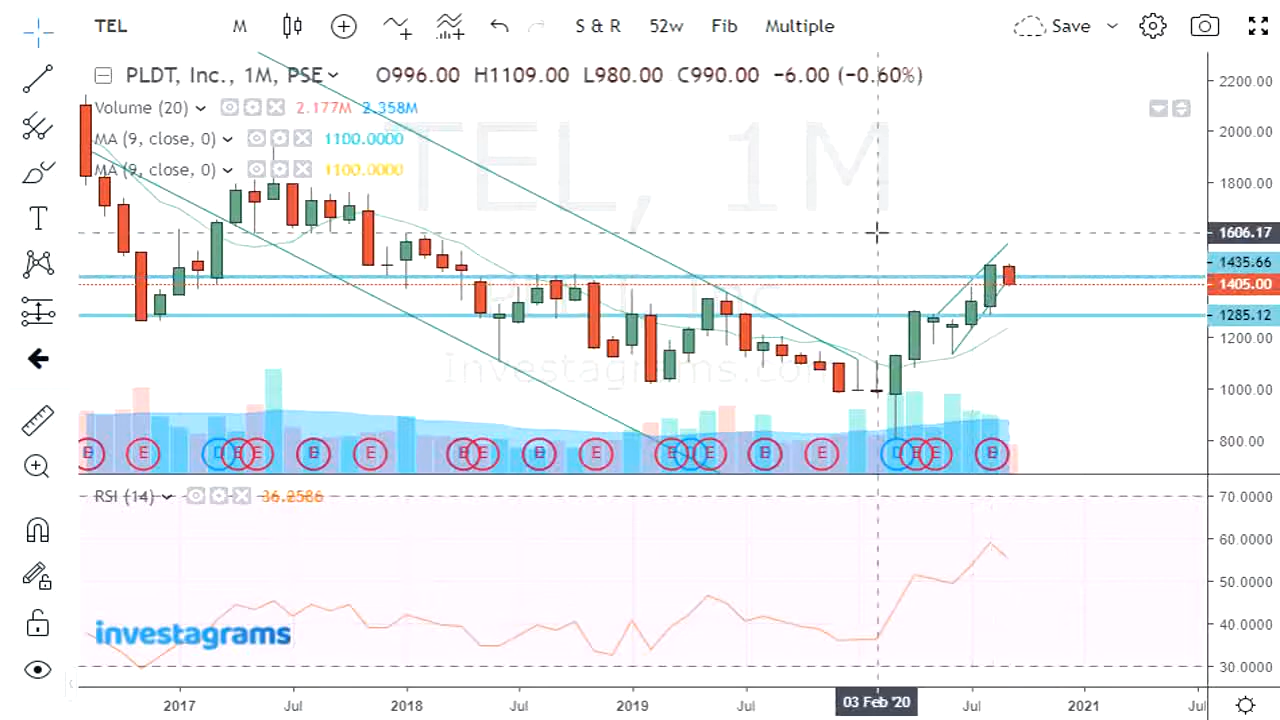 TEL M S & R 52w Fib Multiple Save
PLDT, Inc., 1M, PSE O996.00 H1109.00 L980.00 C990.00 −6.00 (−0.60%)
Volume (20) 2.177M 2.358M
MA (9, close, 0) 1100.0000
MA (9, close, 0) 1100.0000
TEL, 1M
PLDT, Inc.
Investagrams.com
2200.00
2000.00
1800.00
1606.17
1435.66
1405.00
1285.12
1200.00
1000.00
800.00
E D E E E E E D E E D E
RSI (14) 36.2586
70.0000
60.0000
50.0000
40.0000
30.0000
investagrams
2017 Jul 2018 Jul 2019 Jul 03 Feb '20 Jul 2021 Jul